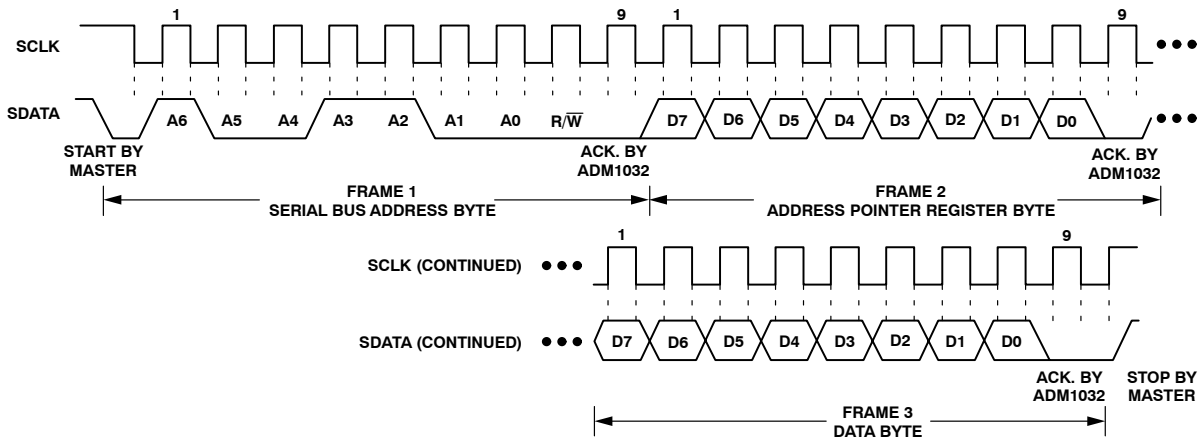 1 9 1 9
SCLK
SDATA A6 A5 A4 A3 A2 A1 A0 R/W̅ D7 D6 D5 D4 D3 D2 D1 D0
START BY
MASTER
ACK. BY
ADM1032
ACK. BY
ADM1032
FRAME 1
SERIAL BUS ADDRESS BYTE
FRAME 2
ADDRESS POINTER REGISTER BYTE
1 9
SCLK (CONTINUED)
SDATA (CONTINUED) D7 D6 D5 D4 D3 D2 D1 D0
ACK. BY
ADM1032
STOP BY
MASTER
FRAME 3
DATA BYTE